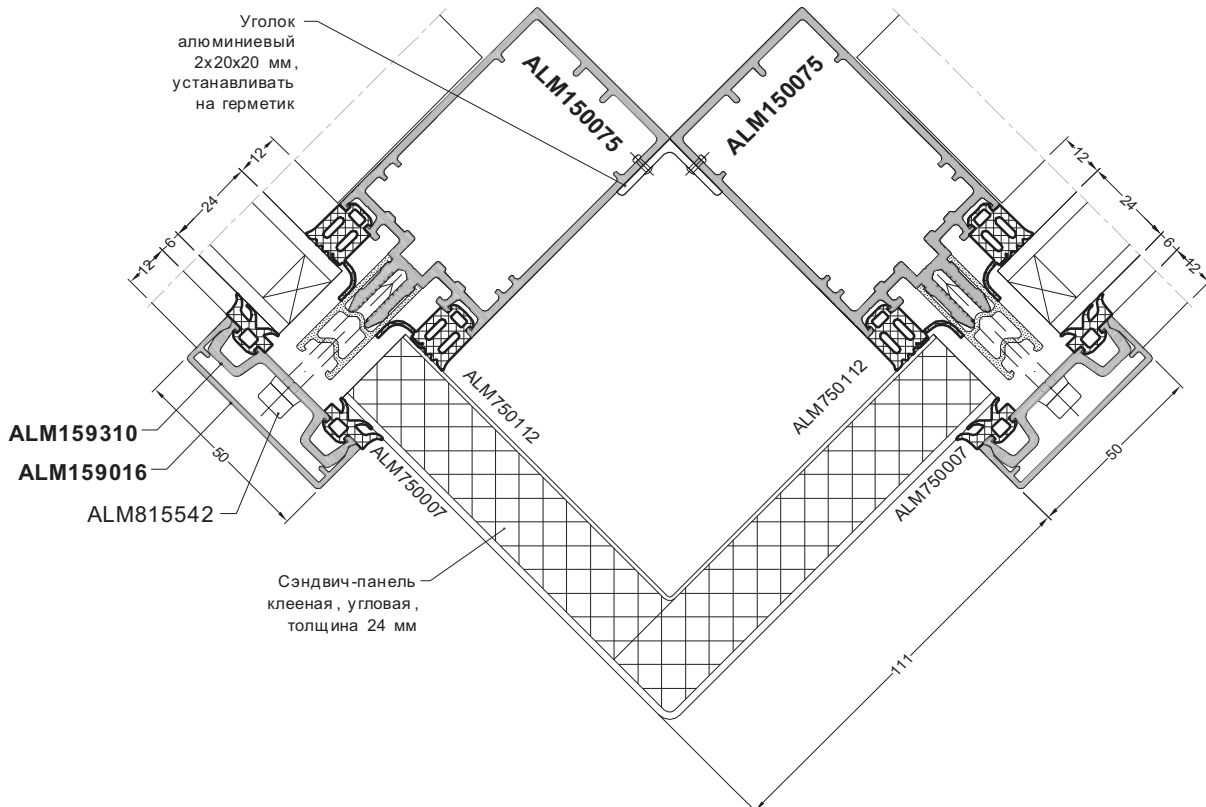 Уголок
алюминиевый
2x20x20 мм,
устанавливать
на герметик
ALM150075
ALM150075
12
24
6
12
12
24
6
12
ALM159310
ALM159016
ALM815542
50
ALM750112
ALM750007
ALM750112
ALM750007
50
Сэндвич-панель
клееная, угловая,
толщина 24 мм
111